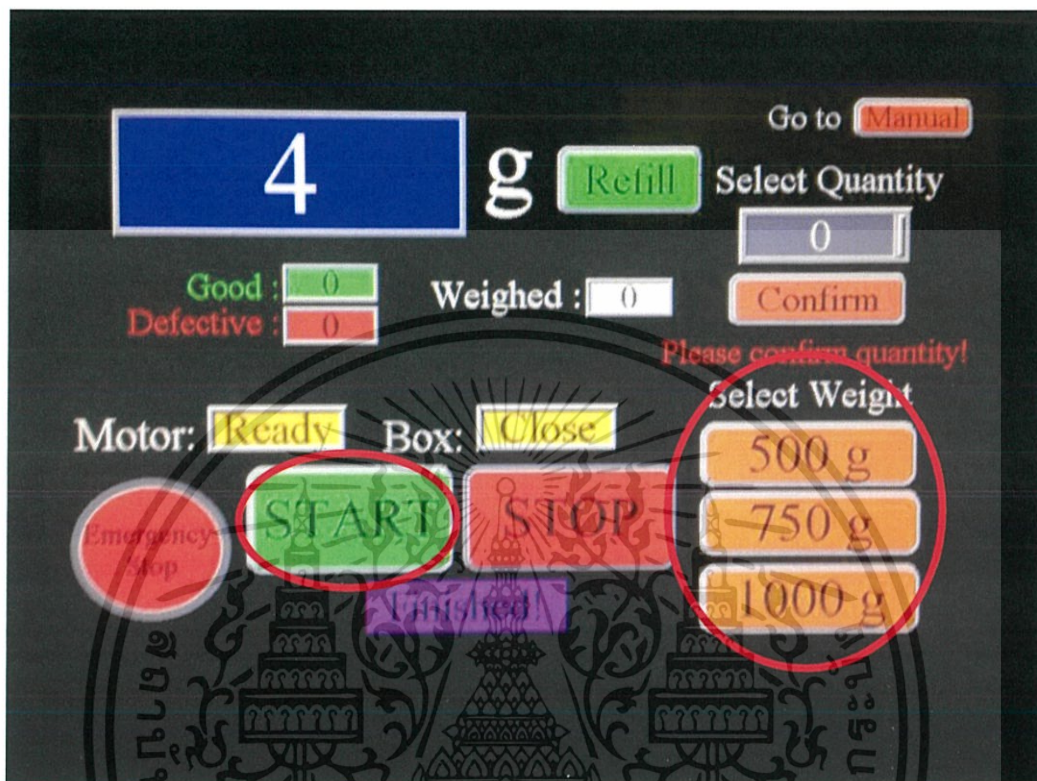 Go to Manual
4 g Refill Select Quantity
0
Good : 0 Weighed : 0 Confirm
Defective : 0
Please confirm quantity!
Select Weight
Motor: Ready Box: Close
500 g
START STOP 750 g
Emergency
Stop
1000 g
Finished!